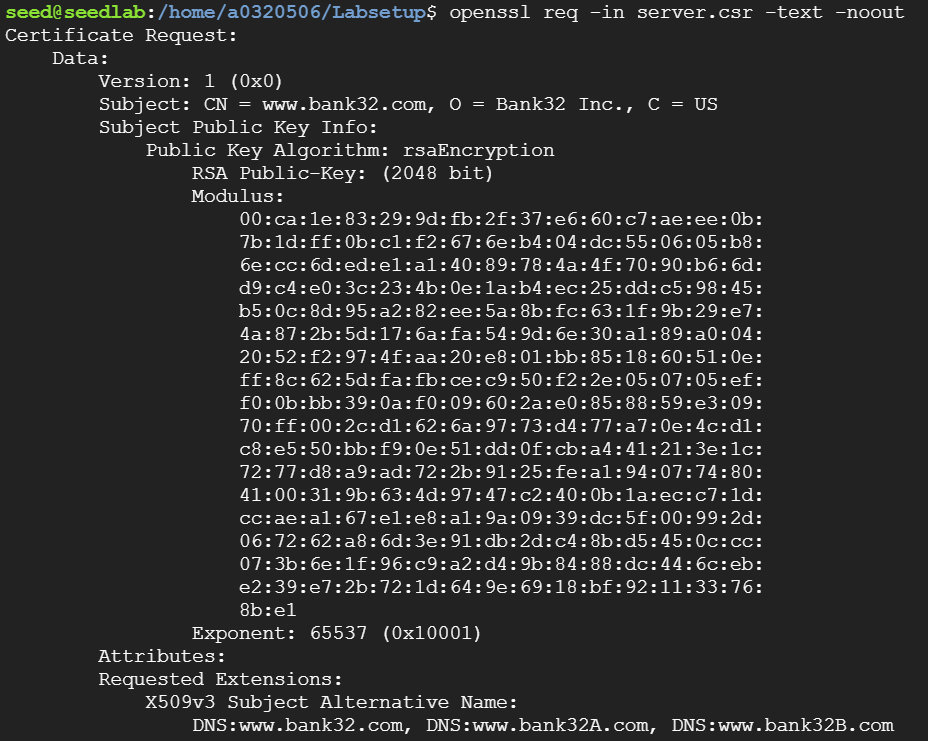 seed@seedlab:/home/a0320506/Labsetup$ openssl req -in server.csr -text -noout
Certificate Request:
    Data:
        Version: 1 (0x0)
        Subject: CN = www.bank32.com, O = Bank32 Inc., C = US
        Subject Public Key Info:
            Public Key Algorithm: rsaEncryption
                RSA Public-Key: (2048 bit)
                Modulus:
                    00:ca:1e:83:29:9d:fb:2f:37:e6:60:c7:ae:ee:0b:
                    7b:1d:ff:0b:c1:f2:67:6e:b4:04:dc:55:06:05:b8:
                    6e:cc:6d:ed:e1:a1:40:89:78:4a:4f:70:90:b6:6d:
                    d9:c4:e0:3c:23:4b:0e:1a:b4:ec:25:dd:c5:98:45:
                    b5:0c:8d:95:a2:82:ee:5a:8b:fc:63:1f:9b:29:e7:
                    4a:87:2b:5d:17:6a:fa:54:9d:6e:30:a1:89:a0:04:
                    20:52:f2:97:4f:aa:20:e8:01:bb:85:18:60:51:0e:
                    ff:8c:62:5d:fa:fb:ce:c9:50:f2:2e:05:07:05:ef:
                    f0:0b:bb:39:0a:f0:09:60:2a:e0:85:88:59:e3:09:
                    70:ff:00:2c:d1:62:6a:97:73:d4:77:a7:0e:4c:d1:
                    c8:e5:50:bb:f9:0e:51:dd:0f:cb:a4:41:21:3e:1c:
                    72:77:d8:a9:ad:72:2b:91:25:fe:a1:94:07:74:80:
                    41:00:31:9b:63:4d:97:47:c2:40:0b:1a:ec:c7:1d:
                    cc:ae:a1:67:e1:e8:a1:9a:09:39:dc:5f:00:99:2d:
                    06:72:62:a8:6d:3e:91:db:2d:c4:8b:d5:45:0c:cc:
                    07:3b:6e:1f:96:c9:a2:d4:9b:84:88:dc:44:6c:eb:
                    e2:39:e7:2b:72:1d:64:9e:69:18:bf:92:11:33:76:
                    8b:e1
                Exponent: 65537 (0x10001)
        Attributes:
        Requested Extensions:
            X509v3 Subject Alternative Name:
                DNS:www.bank32.com, DNS:www.bank32A.com, DNS:www.bank32B.com